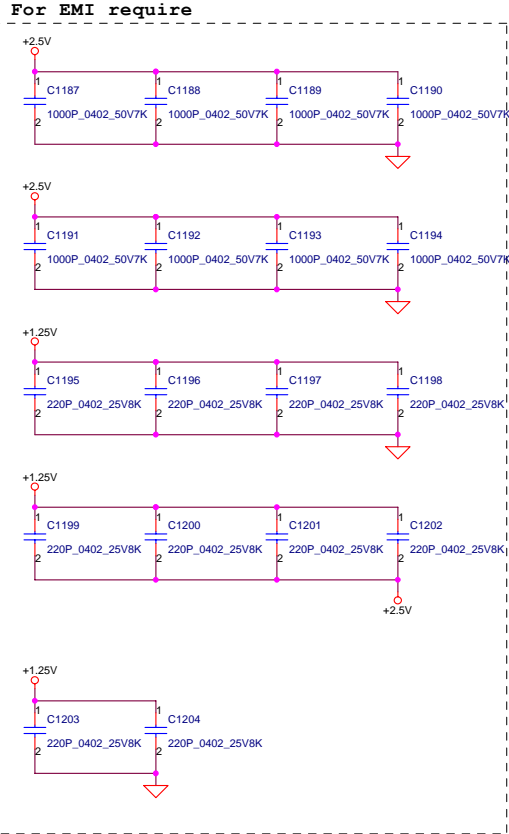 For EMI require
+2.5V
1 C1187 1 C1188 1 C1189 1 C1190
2 1000P_0402_50V7K 2 1000P_0402_50V7K 2 1000P_0402_50V7K 2 1000P_0402_50V7K
+2.5V
1 C1191 1 C1192 1 C1193 1 C1194
2 1000P_0402_50V7K 2 1000P_0402_50V7K 2 1000P_0402_50V7K 2 1000P_0402_50V7K
+1.25V
1 C1195 1 C1196 1 C1197 1 C1198
2 220P_0402_25V8K 2 220P_0402_25V8K 2 220P_0402_25V8K 2 220P_0402_25V8K
+1.25V
1 C1199 1 C1200 1 C1201 1 C1202
2 220P_0402_25V8K 2 220P_0402_25V8K 2 220P_0402_25V8K 2 220P_0402_25V8K
+2.5V
+1.25V
1 C1203 1 C1204
2 220P_0402_25V8K 2 220P_0402_25V8K